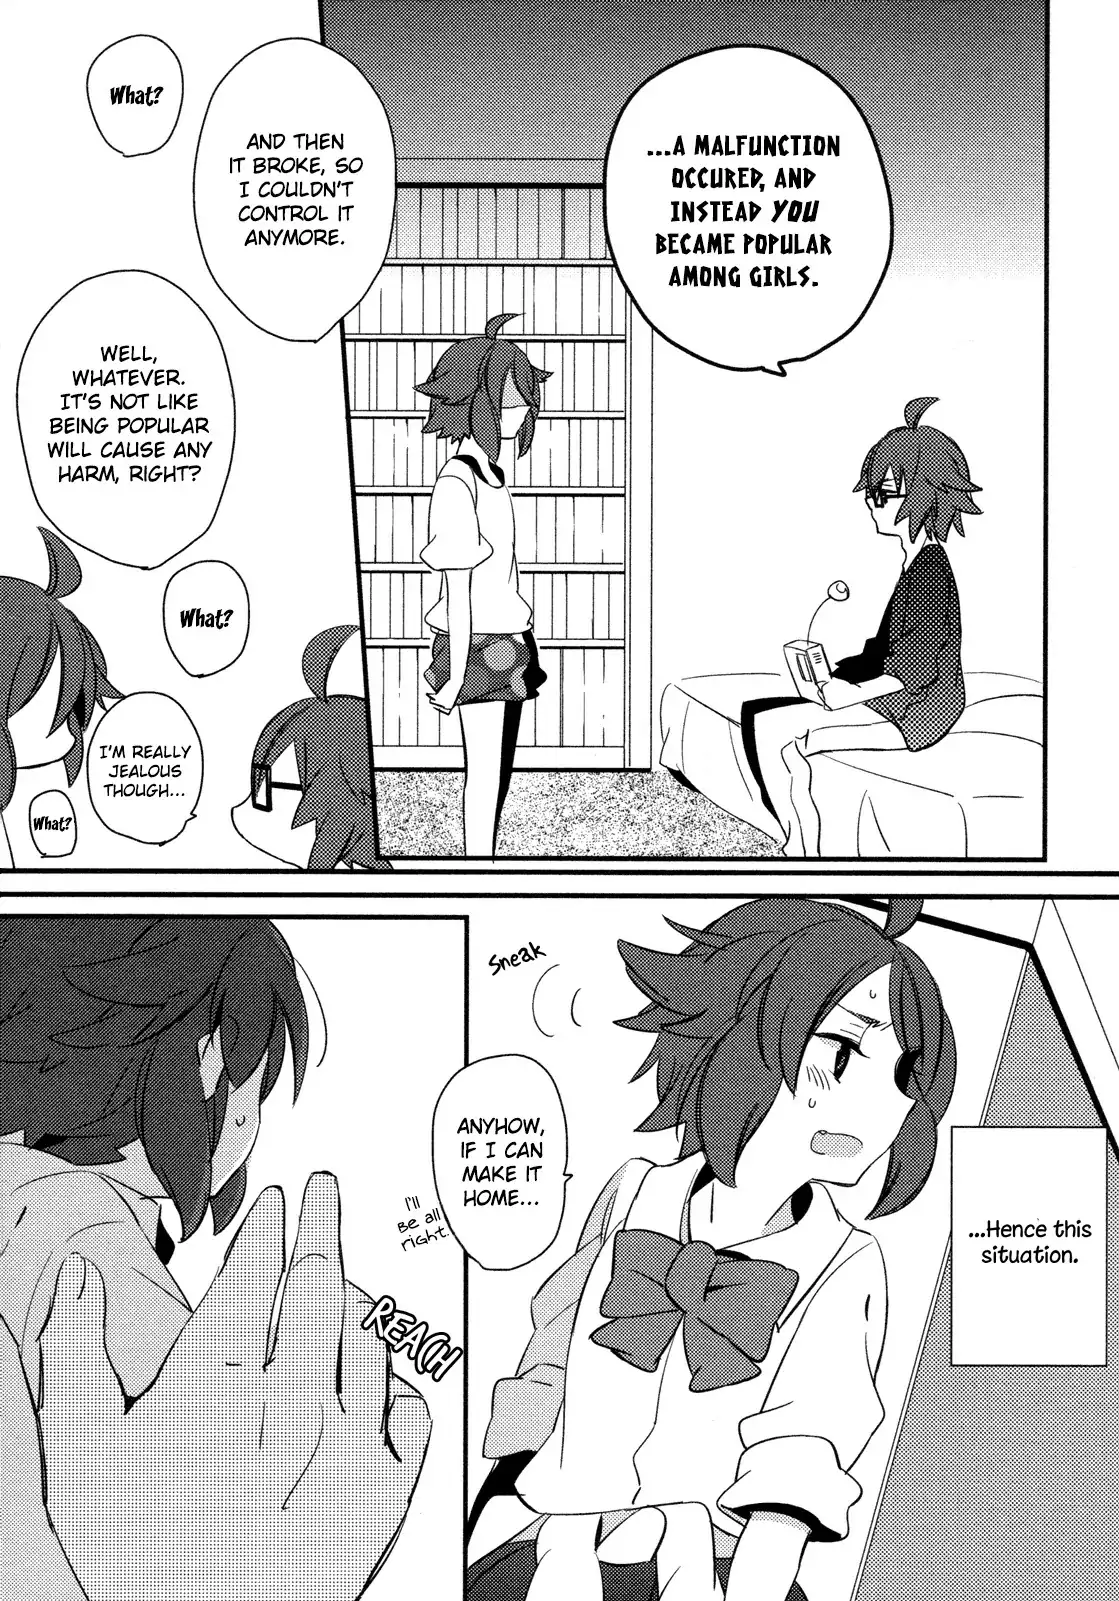 ...A MALFUNCTION
OCCURED, AND
INSTEAD YOU
BECAME POPULAR
AMONG GIRLS.
AND THEN
IT BROKE, SO
I COULDN'T
CONTROL IT
ANYMORE.
What?
WELL,
WHATEVER.
IT'S NOT LIKE
BEING POPULAR
WILL CAUSE ANY
HARM, RIGHT?
What?
I'M REALLY
JEALOUS
THOUGH...
What?
...Hence this
situation.
Sneak
ANYHOW,
IF I CAN
MAKE IT
HOME...
I'll
Be all
right.
REACH